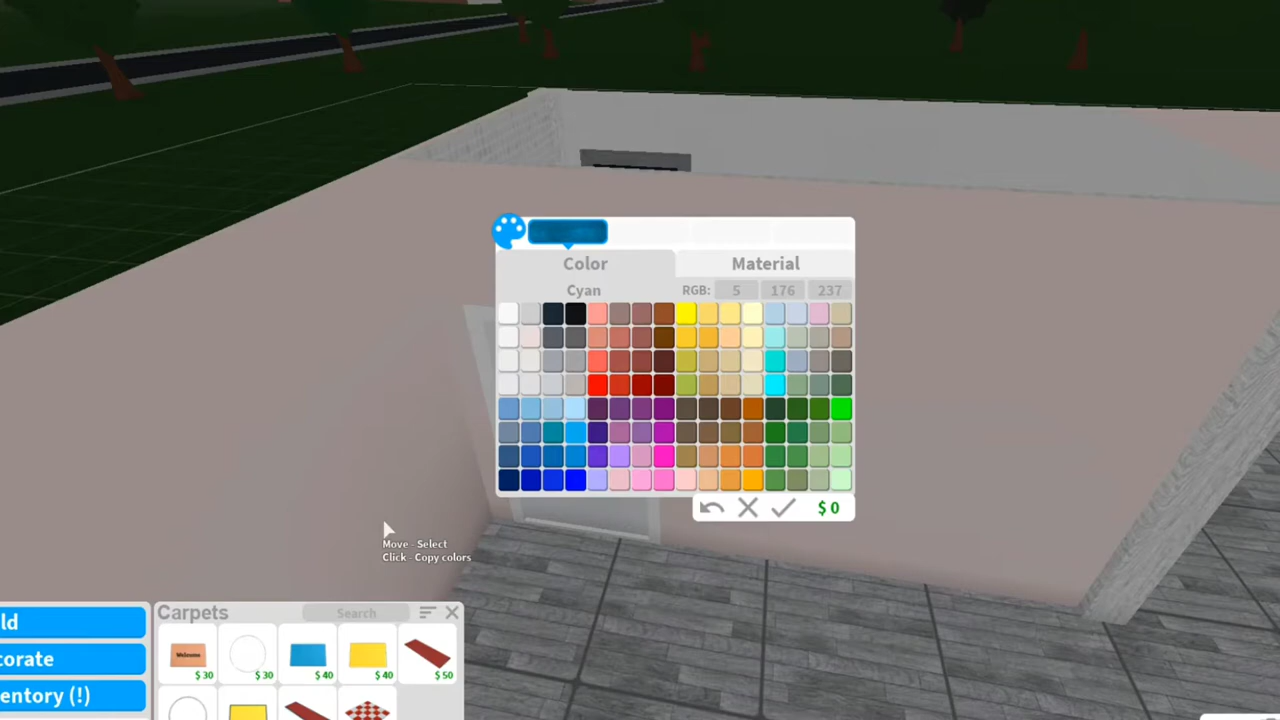 Color
Material
Cyan
RGB: 5 176 237
$ 0
Move - Select
Click - Copy colors
ld
corate
entory (!)
Carpets
Search
Welcome
$ 30
$ 30
$ 40
$ 40
$ 50